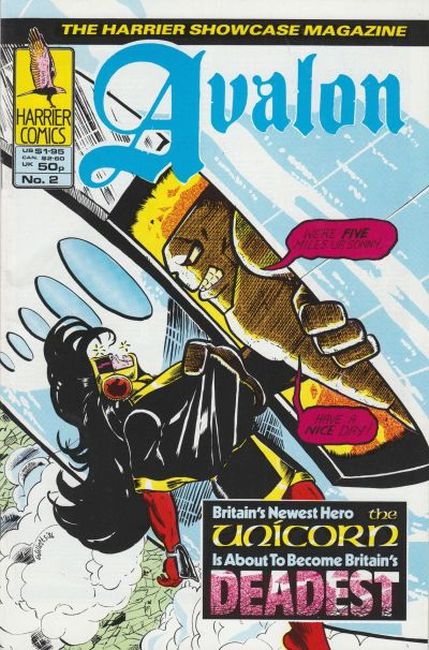 THE HARRIER SHOWCASE MAGAZINE
Avalon
HARRIER
COMICS
US $1·95
CAN. $2·60
UK 50p
No. 2
WE'RE FIVE
MILES UP, SONNY.
HAVE A
NICE DAY!
Britain's Newest Hero the
UNICORN
Is About To Become Britain's
DEADEST